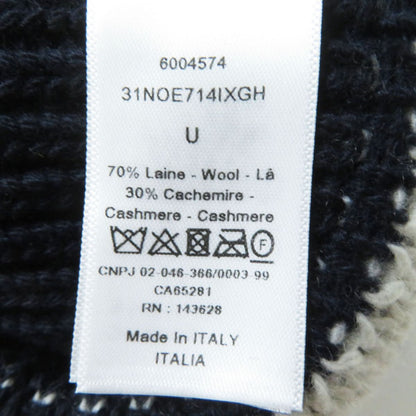 6004574
31NOE714IXGH
U
70% Laine - Wool - Lã
30% Cachemire -
Cashmere - Cashmere
F
CNPJ 02-046-366/0003-99
CA65281
RN : 143628
Made In ITALY
ITALIA